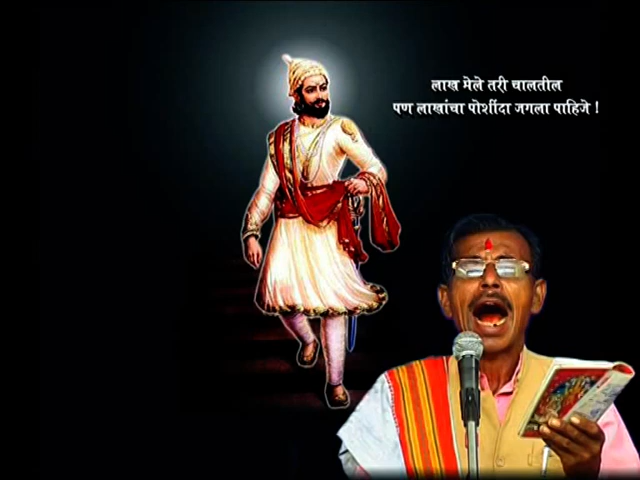 लाख मेले तरी चालतील
पण लाखांचा पोशींदा जगला पाहिजे !